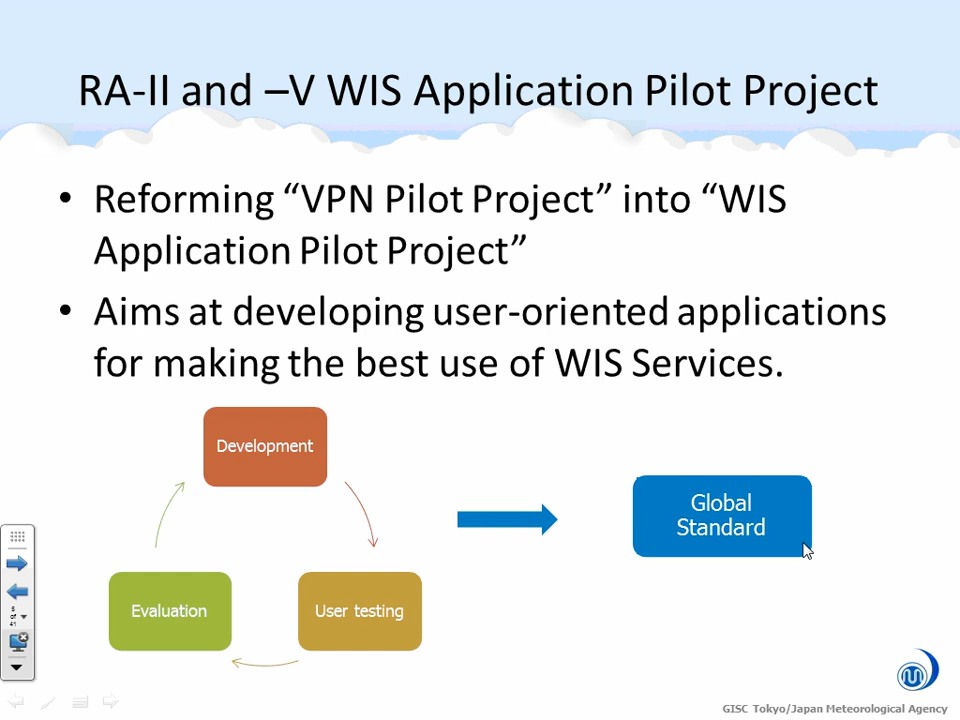 RA-II and –V WIS Application Pilot Project
• Reforming “VPN Pilot Project” into “WIS
Application Pilot Project”
• Aims at developing user-oriented applications
for making the best use of WIS Services.
Development
Global
Standard
Evaluation
User testing
of
41
GISC Tokyo/Japan Meteorological Agency